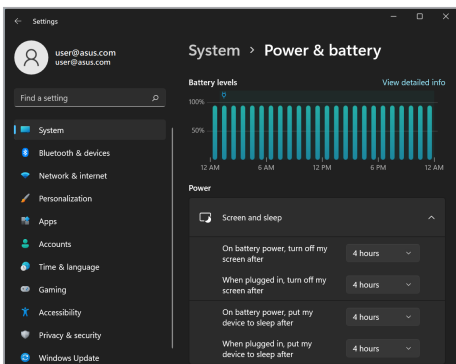 Settings
user@asus.com
user@asus.com
Find a setting
System
Bluetooth & devices
Network & internet
Personalization
Apps
Accounts
Time & language
Gaming
Accessibility
Privacy & security
Windows Update
System > Power & battery
Battery levels
View detailed info
100%
50%
12 AM
6 AM
12 PM
6 PM
12 AM
Power
Screen and sleep
On battery power, turn off my
screen after
4 hours
When plugged in, turn off my
screen after
4 hours
On battery power, put my
device to sleep after
4 hours
When plugged in, put my
device to sleep after
4 hours